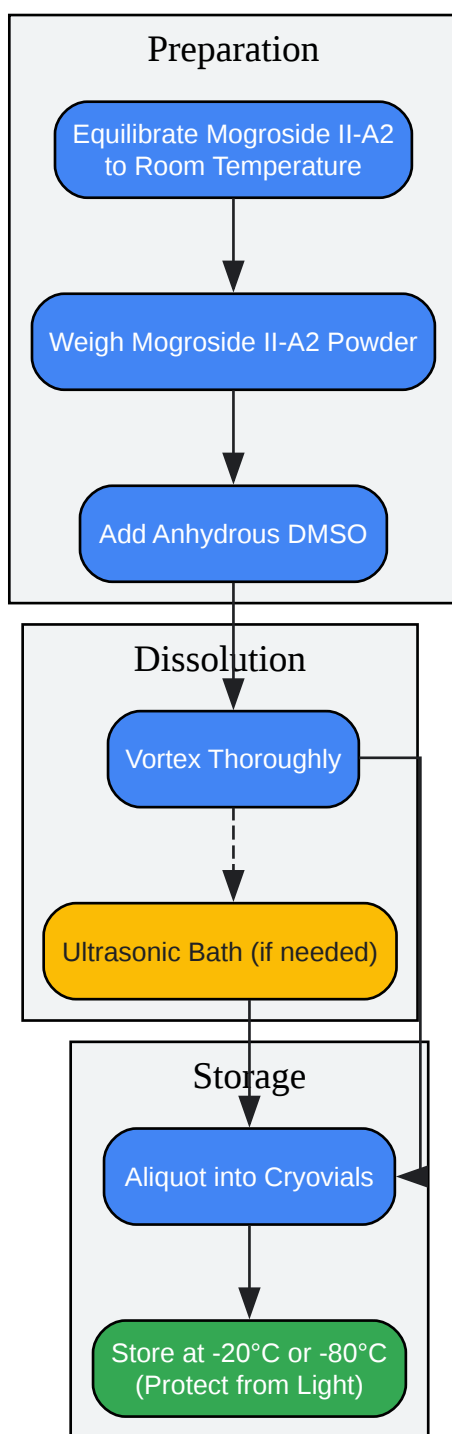 Preparation
Equilibrate Mogroside II-A2
to Room Temperature
Weigh Mogroside II-A2 Powder
Add Anhydrous DMSO
Dissolution
Vortex Thoroughly
Ultrasonic Bath (if needed)
Storage
Aliquot into Cryovials
Store at -20°C or -80°C
(Protect from Light)